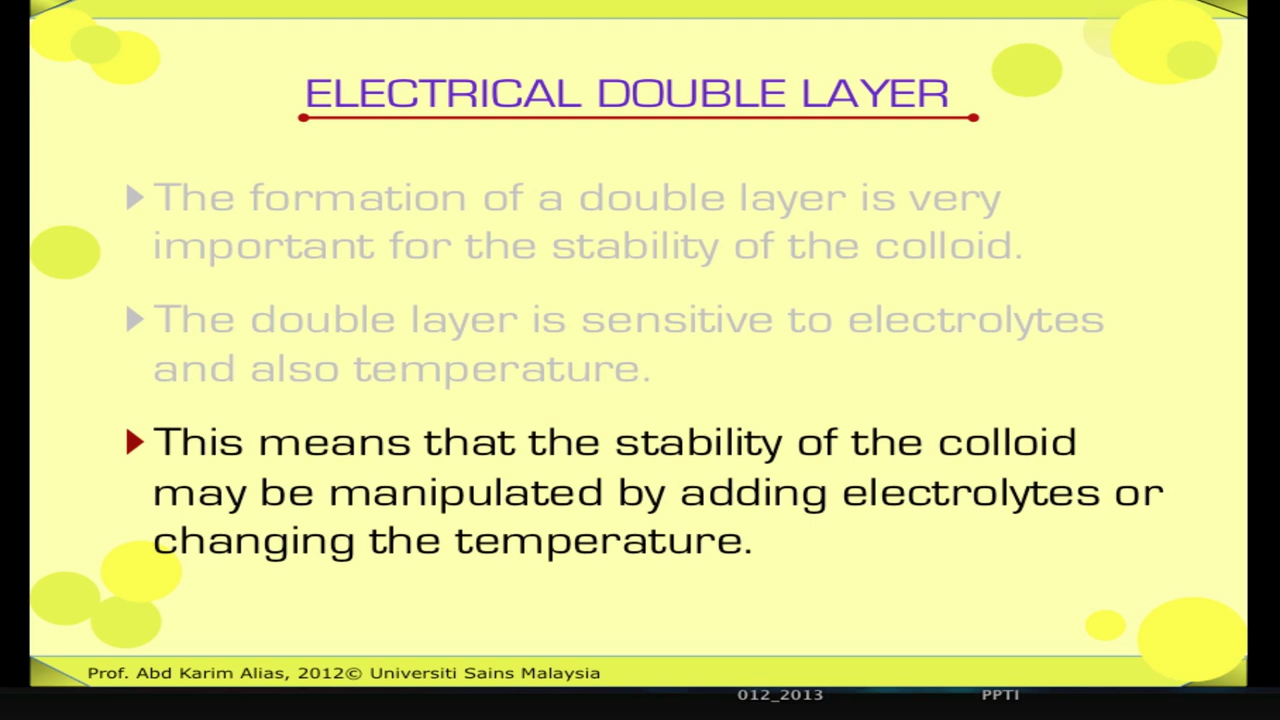 ELECTRICAL DOUBLE LAYER
The formation of a double layer is very
important for the stability of the colloid.
The double layer is sensitive to electrolytes
and also temperature.
This means that the stability of the colloid
may be manipulated by adding electrolytes or
changing the temperature.
Prof. Abd Karim Alias, 2012© Universiti Sains Malaysia
012_2013 PPTI